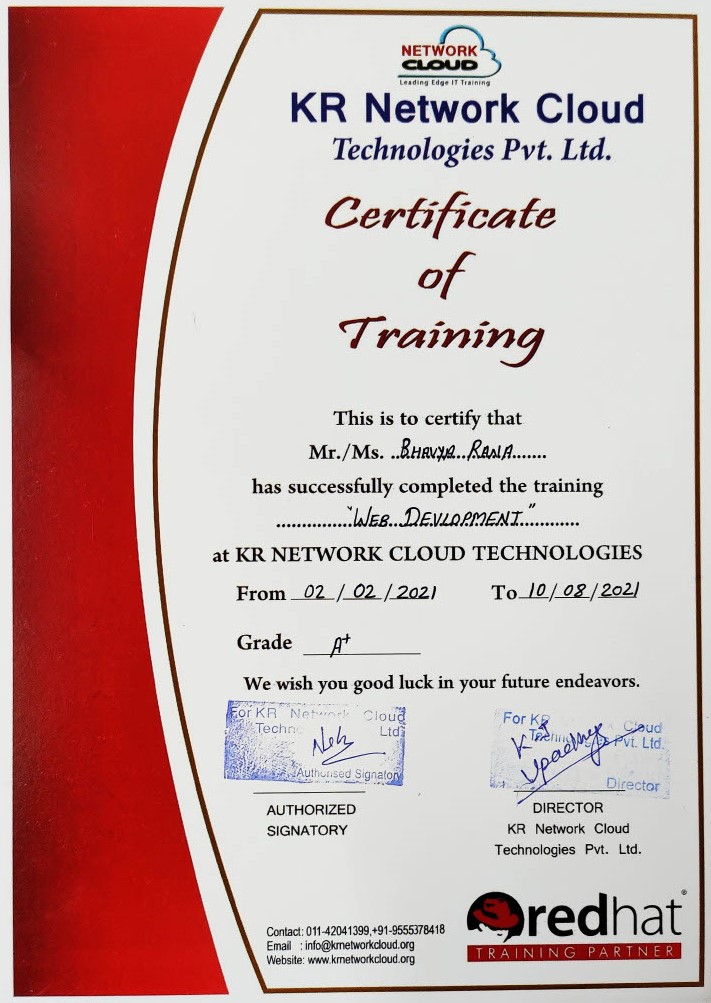 NETWORK
CLOUD
Leading Edge IT Training
KR Network Cloud
Technologies Pvt. Ltd.
Certificate
of
Training
This is to certify that
Mr./Ms. ..BHAVYA..RANA.......
has successfully completed the training
................"WEB..DEVLOPMENT."............
at KR NETWORK CLOUD TECHNOLOGIES
From 02/02/2021 To 10/08/2021
Grade A+
We wish you good luck in your future endeavors.
For KR Network Cloud
Ltd
Authorised Signatory
For KR Cloud
Pvt. Ltd.
Director
AUTHORIZED
SIGNATORY
DIRECTOR
KR Network Cloud
Technologies Pvt. Ltd.
Contact: 011-42041399,+91-9555378418
Email : info@krnetworkcloud.org
Website: www.krnetworkcloud.org
redhat®
TRAINING PARTNER